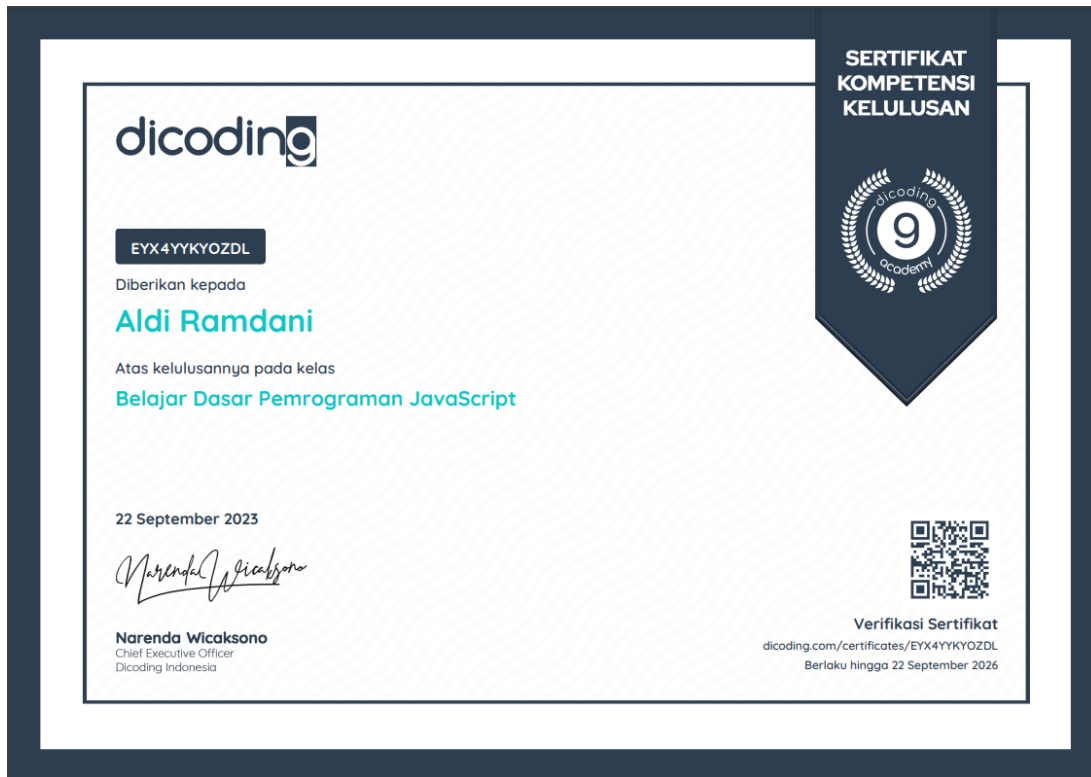 SERTIFIKAT
KOMPETENSI
KELULUSAN
dicoding
dicoding
9
academy
EYX4YYKYOZDL
Diberikan kepada
Aldi Ramdani
Atas kelulusannya pada kelas
Belajar Dasar Pemrograman JavaScript
22 September 2023
Narenda Wicaksono
Narenda Wicaksono
Chief Executive Officer
Dicoding Indonesia
Verifikasi Sertifikat
dicoding.com/certificates/EYX4YYKYOZDL
Berlaku hingga 22 September 2026